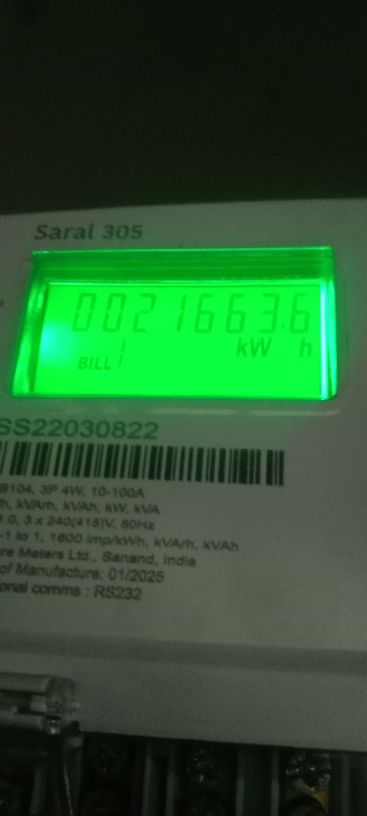 Saral 305
0021663.6
kW h
BILL 1
SS22030822
B104, 3P 4W, 10-100A
h, kVArh, kVAh, kW, kVA
1.0, 3 x 240(415)V, 50Hz
-1 to 1, 1600 imp/kWh, kVArh, kVAh
re Meters Ltd., Sanand, India
of Manufacture: 01/2025
onal comms : RS232